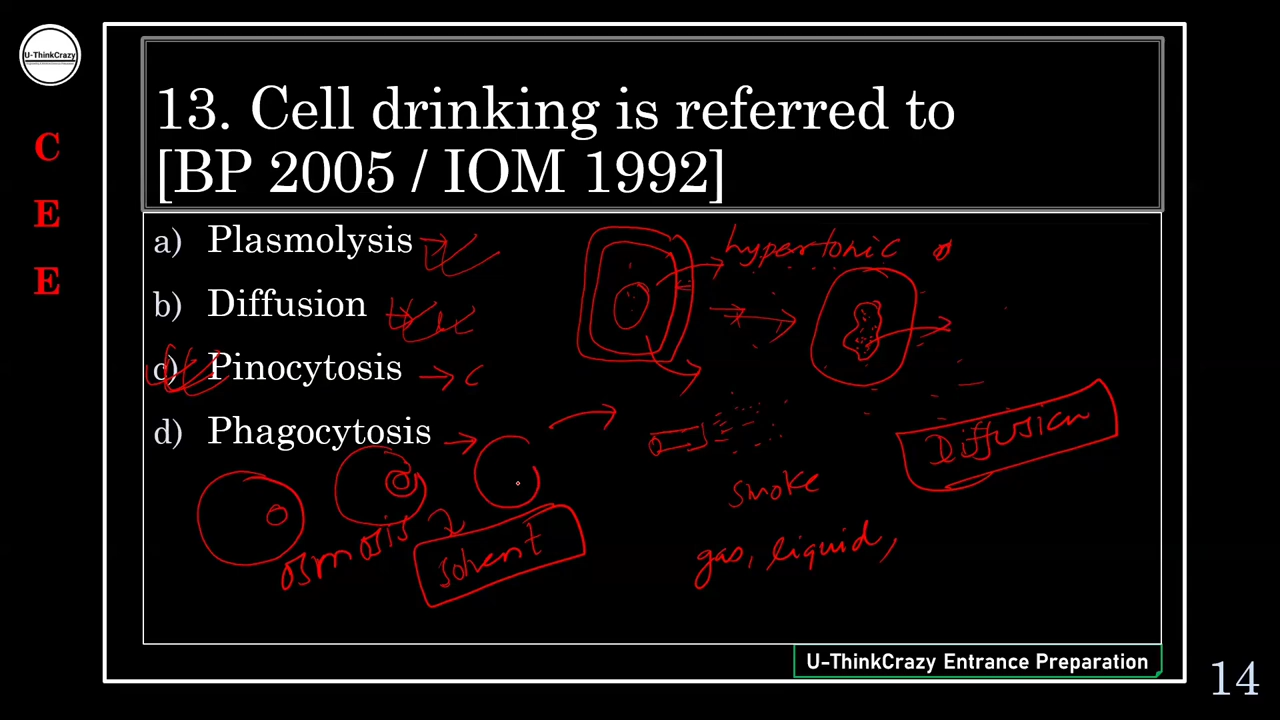 U-ThinkCrazy
C
E
E
13. Cell drinking is referred to
[BP 2005 / IOM 1992]
a) Plasmolysis
b) Diffusion
c) Pinocytosis
d) Phagocytosis
hypertonic
Diffusion
smoke
gas, liquid,
osmosis
solvent
U-ThinkCrazy Entrance Preparation
14